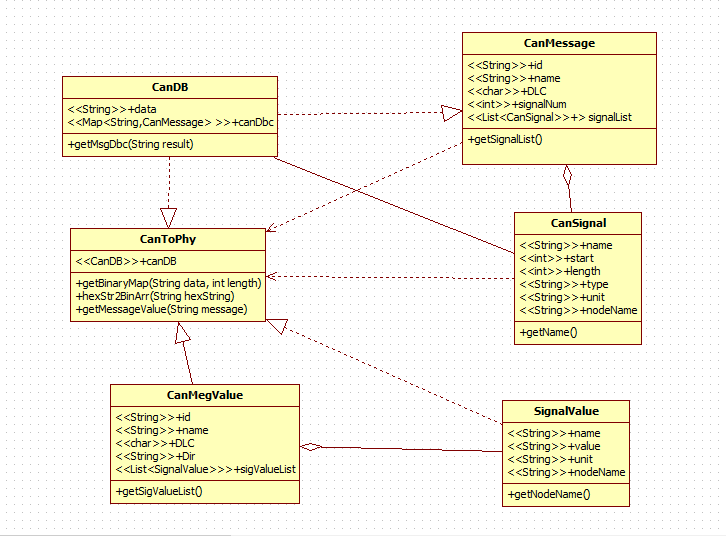 CanMessage
<<String>>+id
<<String>>+name
<<char>>+DLC
<<int>>+signalNum
<<List<CanSignal>>+> signalList
+getSignalList()
CanDB
<<String>>+data
<<Map<String,CanMessage> >>+canDbc
+getMsgDbc(String result)
CanToPhy
<<CanDB>>+canDB
+getBinaryMap(String data, int length)
+hexStr2BinArr(String hexString)
+getMessageValue(String message)
CanSignal
<<String>>+name
<<int>>+start
<<int>>+length
<<String>>+type
<<String>>+unit
<<String>>+nodeName
+getName()
CanMegValue
<<String>>+id
<<String>>+name
<<char>>+DLC
<<String>>+Dir
<<List<SignalValue>>>+sigValueList
+getSigValueList()
SignalValue
<<String>>+name
<<String>>+value
<<String>>+unit
<<String>>+nodeName
+getNodeName()